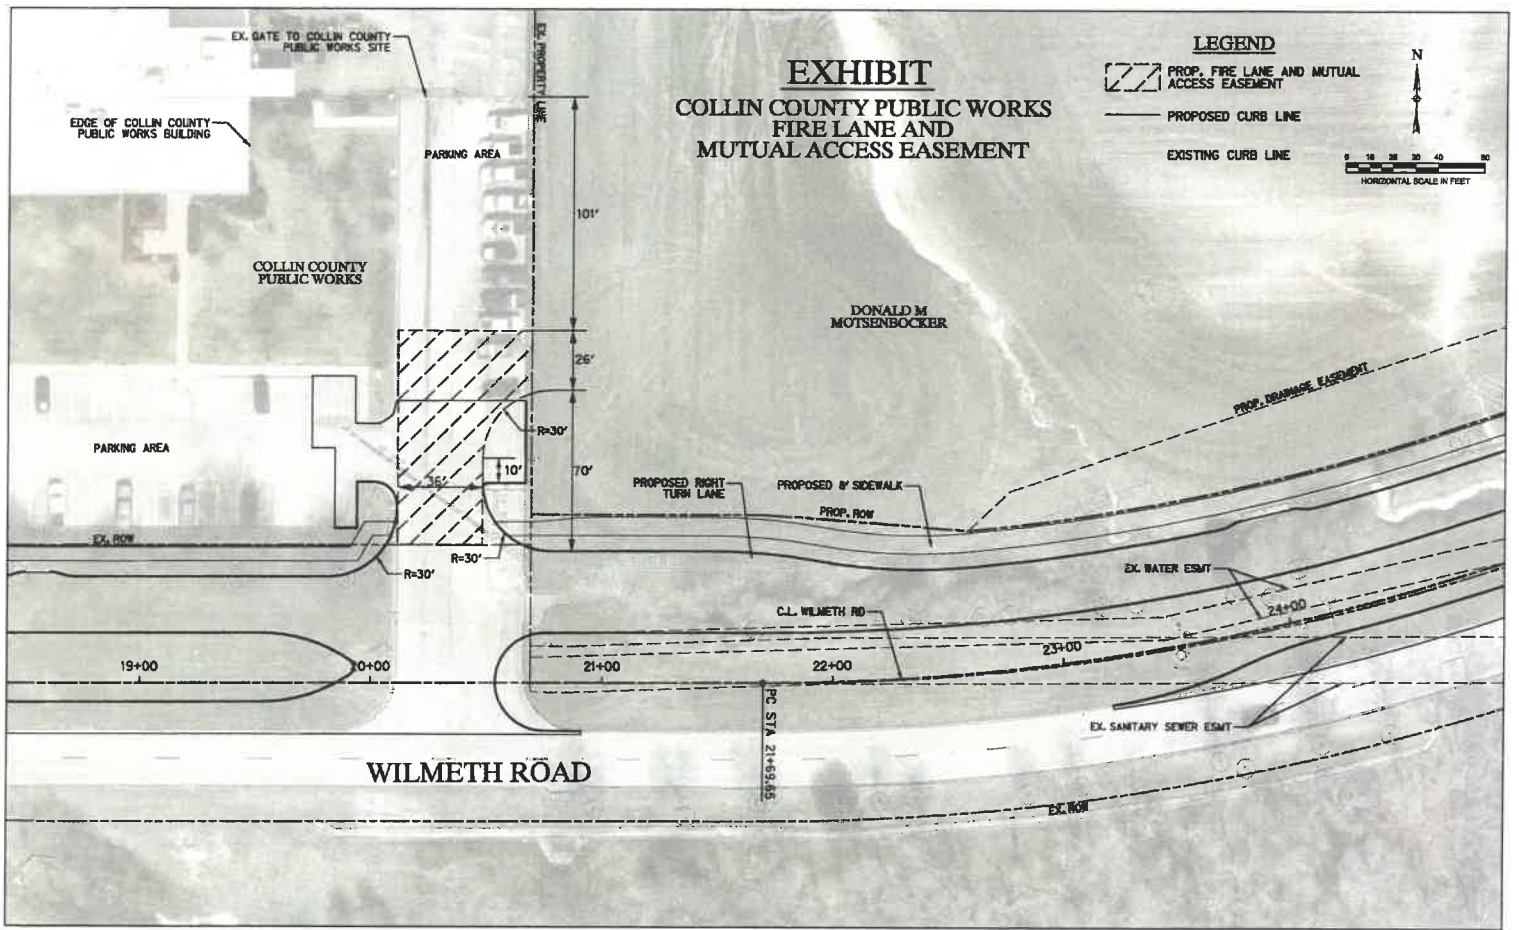 EX. GATE TO COLLIN COUNTY
PUBLIC WORKS SITE
EX. PROPERTY LINE
EXHIBIT
COLLIN COUNTY PUBLIC WORKS
FIRE LANE AND
MUTUAL ACCESS EASEMENT
LEGEND
PROP. FIRE LANE AND MUTUAL
ACCESS EASEMENT
PROPOSED CURB LINE
EXISTING CURB LINE
N
HORIZONTAL SCALE IN FEET
EDGE OF COLLIN COUNTY
PUBLIC WORKS BUILDING
PARKING AREA
101'
COLLIN COUNTY
PUBLIC WORKS
DONALD M
MOTSENBOCKER
26'
PROP. DRAINAGE EASEMENT
R=30'
PARKING AREA
10'
70'
36'
PROPOSED RIGHT
TURN LANE
PROPOSED 8' SIDEWALK
PROP. ROW
EX. ROW
R=30'
R=30'
EX. WATER ESMT
C.L. WILMETH RD
24+00
23+00
19+00
20+00
21+00
22+00
PC STA 21+69.65
EX. SANITARY SEWER ESMT
WILMETH ROAD
EX. ROW